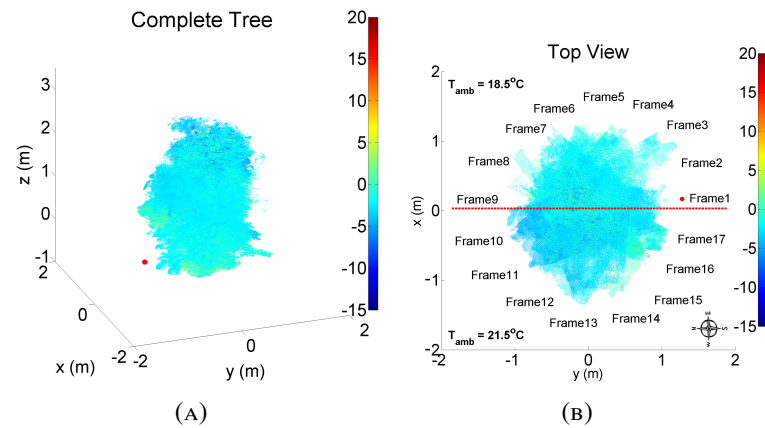 Complete Tree
20
15
10
5
0
-5
-10
-15
3
2
1
0
-1
z (m)
2
0
-2
x (m)
-2
0
2
y (m)
(A)
Top View
T_amb = 18.5°C
Frame5
Frame6
Frame4
Frame7
Frame3
Frame8
Frame2
Frame9
Frame1
Frame10
Frame17
Frame11
Frame16
Frame12
Frame15
Frame13
Frame14
T_amb = 21.5°C
E
N
S
W
2
1
0
-1
-2
x (m)
-2
-1
0
1
2
y (m)
20
15
10
5
0
-5
-10
-15
(B)